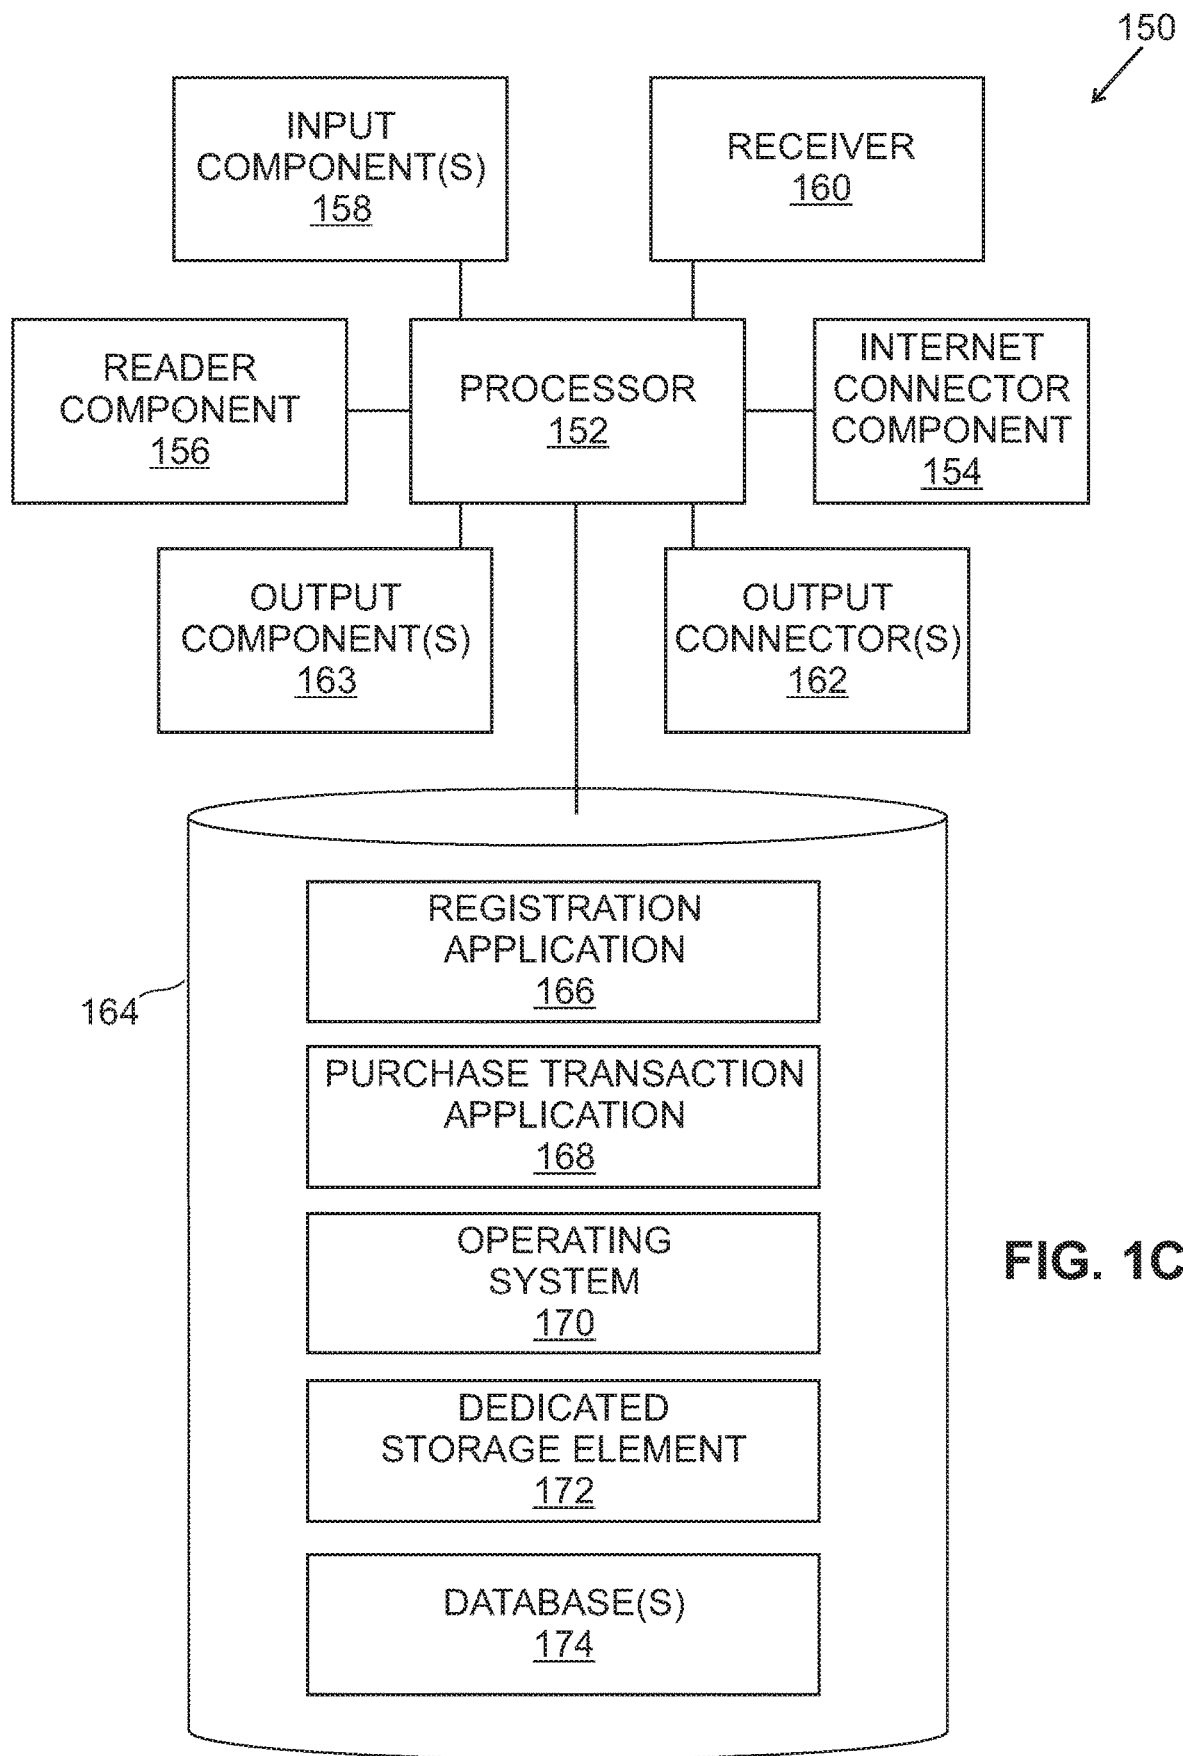 150
INPUT
COMPONENT(S)
158
RECEIVER
160
READER
COMPONENT
156
PROCESSOR
152
INTERNET
CONNECTOR
COMPONENT
154
OUTPUT
COMPONENT(S)
163
OUTPUT
CONNECTOR(S)
162
164
REGISTRATION
APPLICATION
166
PURCHASE TRANSACTION
APPLICATION
168
OPERATING
SYSTEM
170
DEDICATED
STORAGE ELEMENT
172
DATABASE(S)
174
FIG. 1C